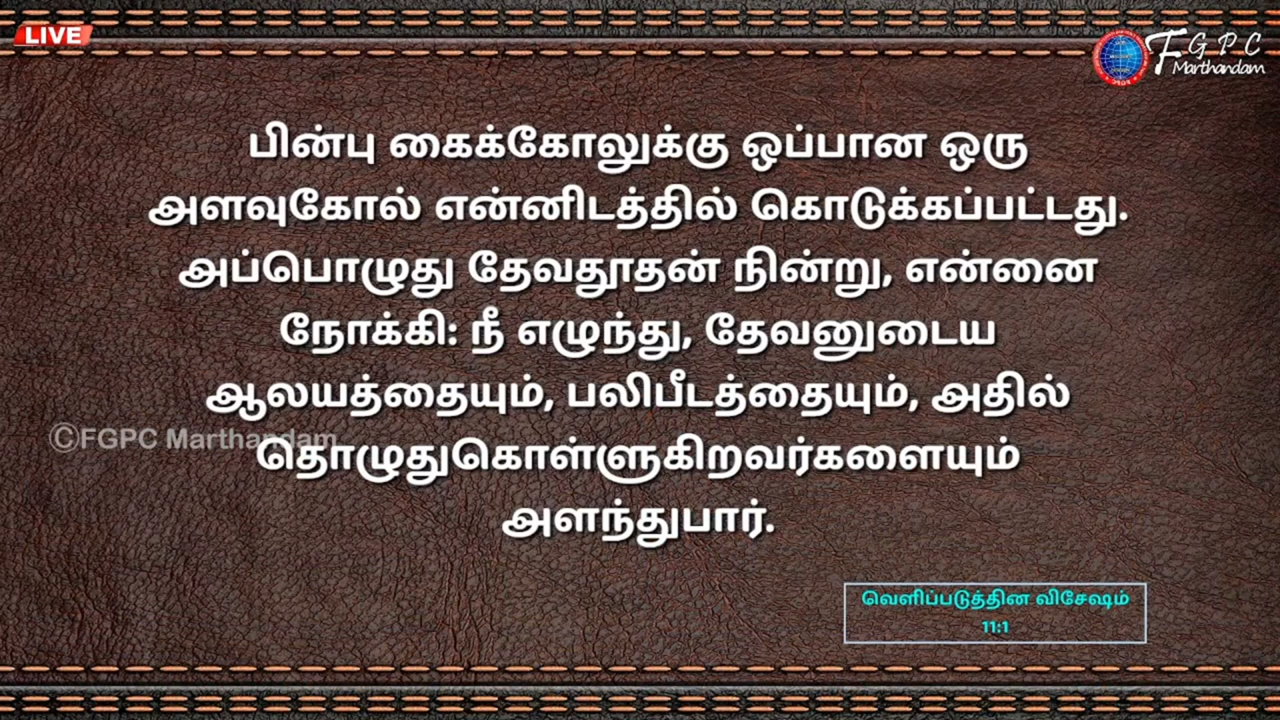 LIVE
F G P C
Marthandam
பின்பு கைக்கோலுக்கு ஒப்பான ஒரு
அளவுகோல் என்னிடத்தில் கொடுக்கப்பட்டது.
அப்பொழுது தேவதூதன் நின்று, என்னை
நோக்கி: நீ எழுந்து, தேவனுடைய
ஆலயத்தையும், பலிபீடத்தையும், அதில்
©FGPC Marthandam
தொழுதுகொள்ளுகிறவர்களையும்
அளந்துபார்.
வெளிப்படுத்தின விசேஷம்
11:1